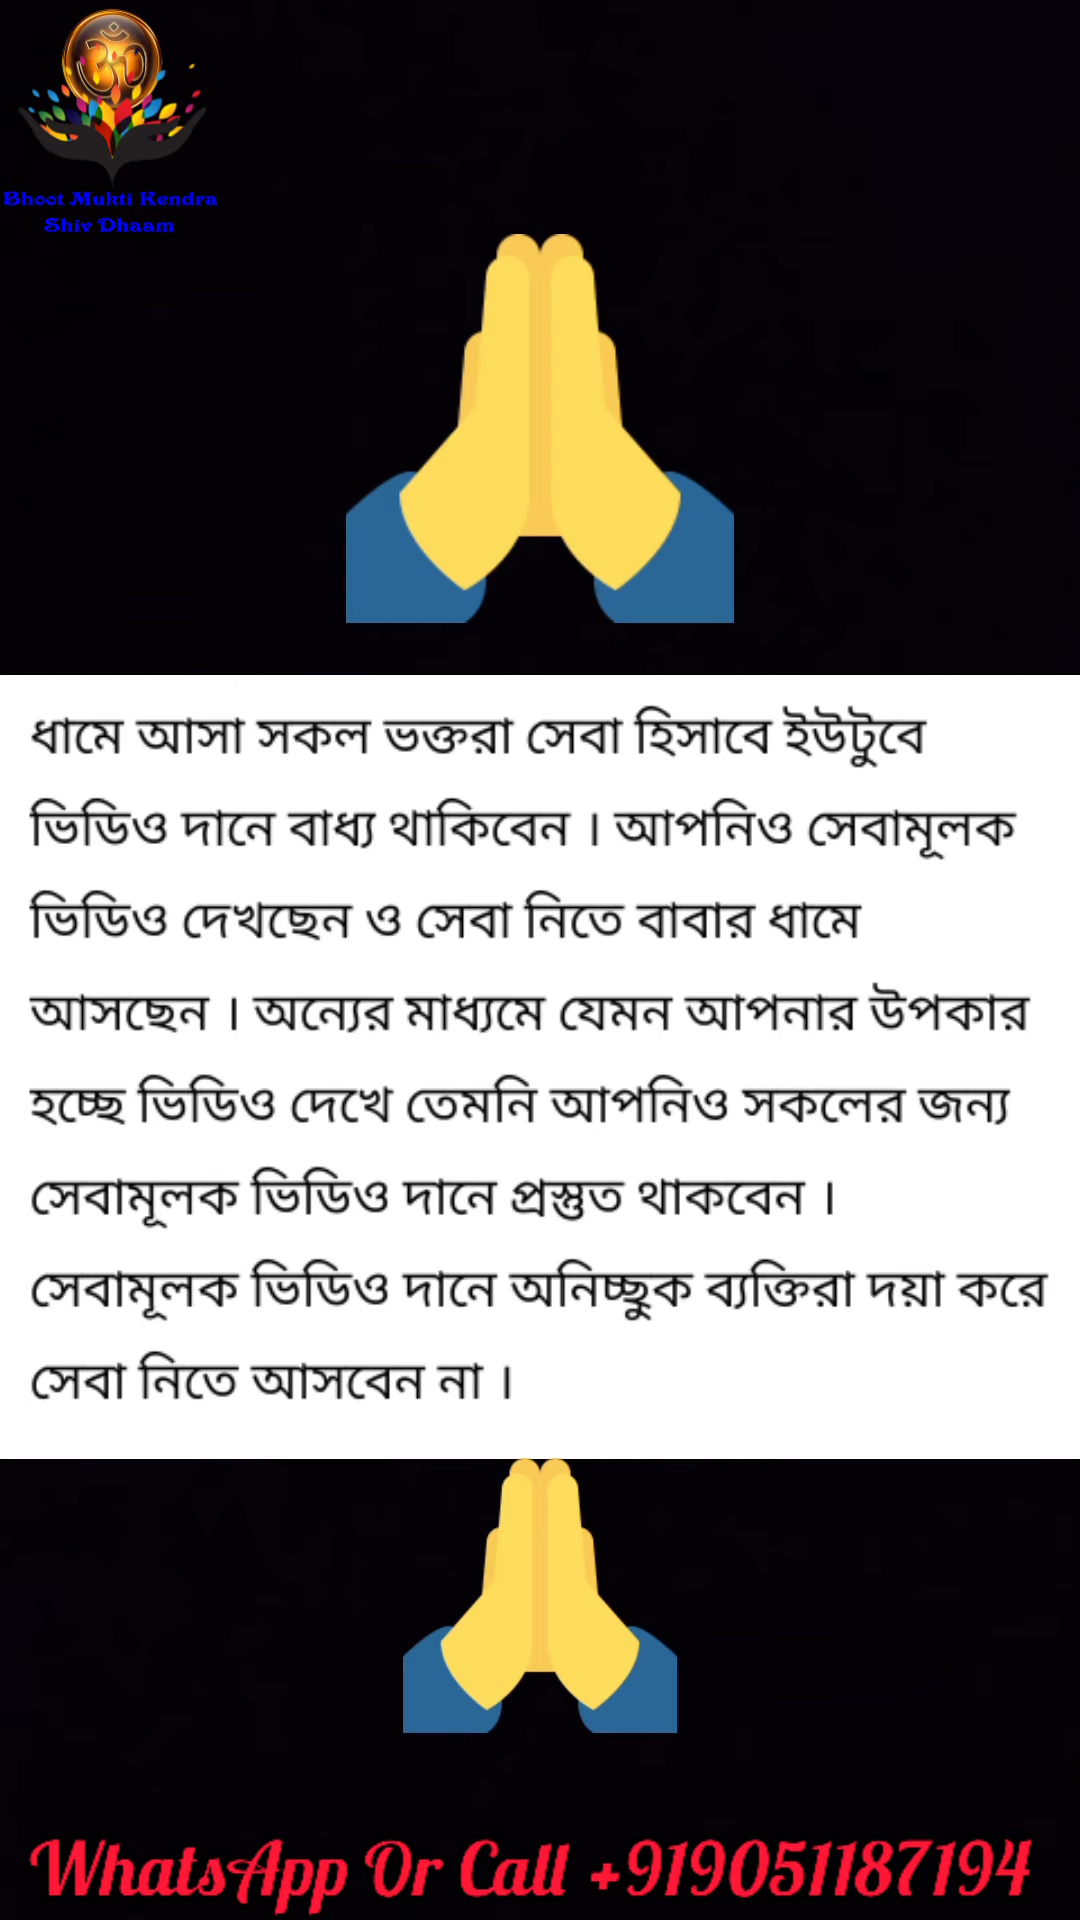 Bhoot Mukti Kendra
Shiv Dhaam
ধামে আসা সকল ভক্তরা সেবা হিসাবে ইউটুবে
ভিডিও দানে বাধ্য থাকিবেন । আপনিও সেবামূলক
ভিডিও দেখছেন ও সেবা নিতে বাবার ধামে
আসছেন । অন্যের মাধ্যমে যেমন আপনার উপকার
হচ্ছে ভিডিও দেখে তেমনি আপনিও সকলের জন্য
সেবামূলক ভিডিও দানে প্রস্তুত থাকবেন ।
সেবামূলক ভিডিও দানে অনিচ্ছুক ব্যক্তিরা দয়া করে
সেবা নিতে আসবেন না ।
WhatsApp Or Call +919051187194